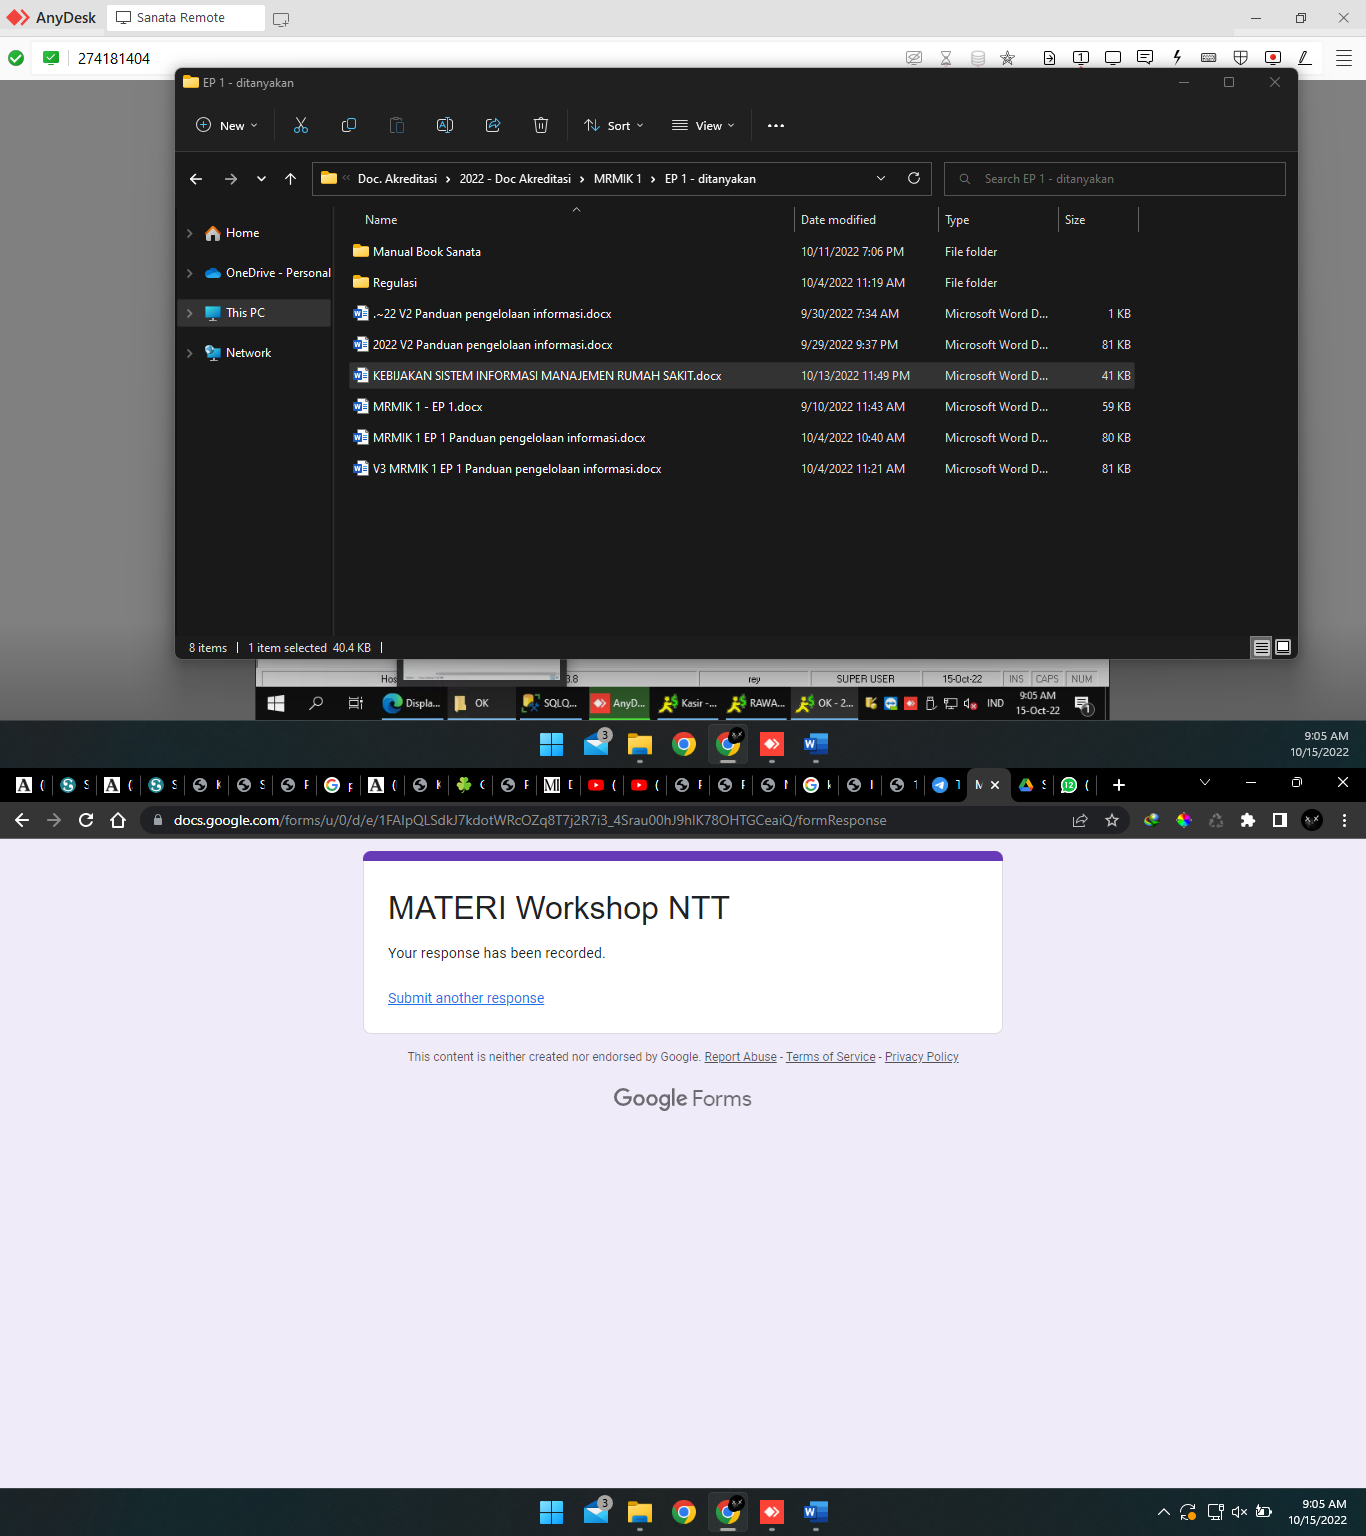 AnyDesk
Sanata Remote
274181404
EP 1 - ditanyakan
New
Sort
View
Doc. Akreditasi > 2022 - Doc Akreditasi > MRMIK 1 > EP 1 - ditanyakan
Search EP 1 - ditanyakan
Name Date modified Type Size
Home
OneDrive - Personal
This PC
Network
Manual Book Sanata 10/11/2022 7:06 PM File folder
Regulasi 10/4/2022 11:19 AM File folder
.~22 V2 Panduan pengelolaan informasi.docx 9/30/2022 7:34 AM Microsoft Word D... 1 KB
2022 V2 Panduan pengelolaan informasi.docx 9/29/2022 9:37 PM Microsoft Word D... 81 KB
KEBIJAKAN SISTEM INFORMASI MANAJEMEN RUMAH SAKIT.docx 10/13/2022 11:49 PM Microsoft Word D... 41 KB
MRMIK 1 - EP 1.docx 9/10/2022 11:43 AM Microsoft Word D... 59 KB
MRMIK 1 EP 1 Panduan pengelolaan informasi.docx 10/4/2022 10:40 AM Microsoft Word D... 80 KB
V3 MRMIK 1 EP 1 Panduan pengelolaan informasi.docx 10/4/2022 11:21 AM Microsoft Word D... 81 KB
8 items 1 item selected 40.4 KB
Hos 3.8 rey SUPER USER 15-Oct-22 INS CAPS NUM
Displa... OK SQLQ... AnyD... Kasir -... RAWA... OK - 2... IND 9:05 AM
15-Oct-22 1
3 9:05 AM
10/15/2022
docs.google.com/forms/u/0/d/e/1FAIpQLSdkJ7kdotWRcOZq8T7j2R7i3_4Srau00hJ9hIK78OHTGCeaiQ/formResponse
MATERI Workshop NTT
Your response has been recorded.
Submit another response
This content is neither created nor endorsed by Google. Report Abuse - Terms of Service - Privacy Policy
Google Forms
3 9:05 AM
10/15/2022